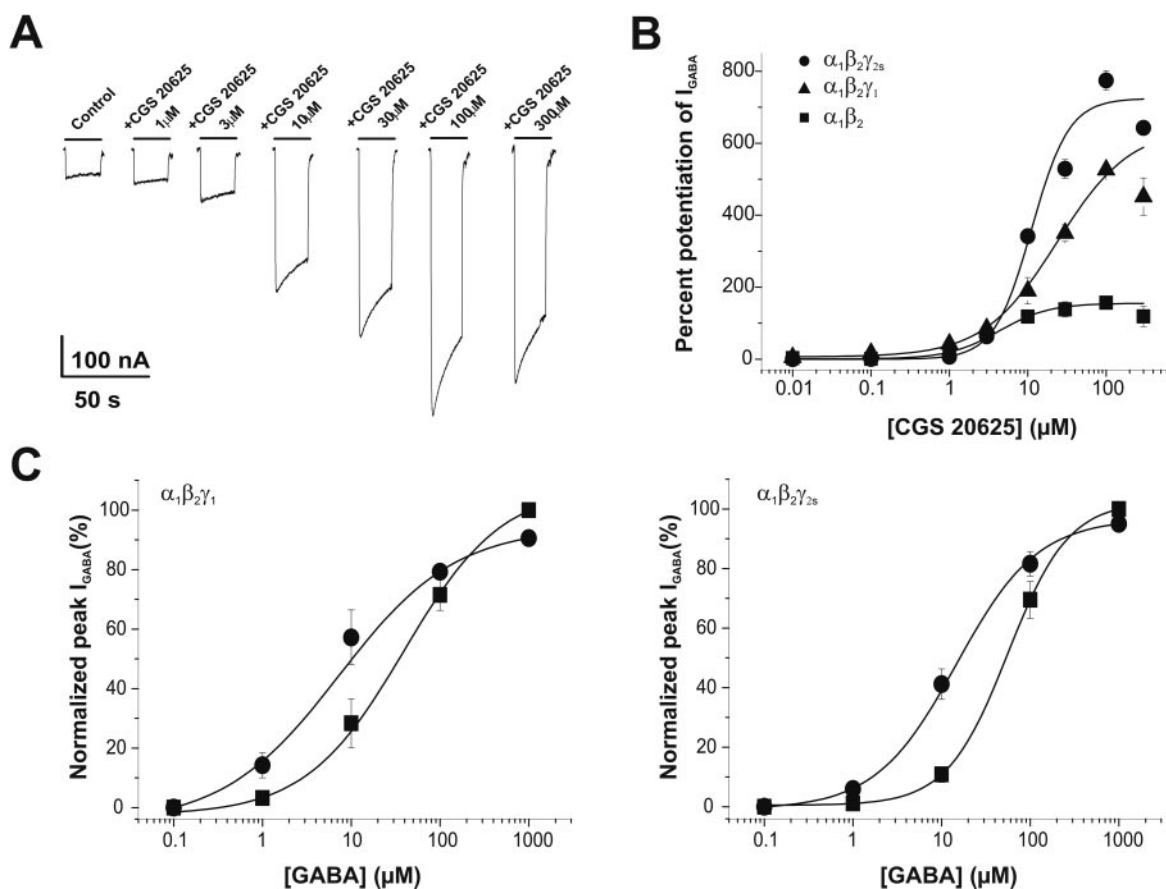 A
Control
+CGS 20625
1μM
+CGS 20625
3μM
+CGS 20625
10μM
+CGS 20625
30μM
+CGS 20625
100μM
+CGS 20625
300μM
100 nA
50 s
B
α₁β₂γ₂ₛ
α₁β₂γ₁
α₁β₂
Percent potentiation of I_GABA
800
600
400
200
0
0.01 0.1 1 10 100
[CGS 20625] (μM)
C
α₁β₂γ₁
Normalized peak I_GABA(%)
100
80
60
40
20
0
0.1 1 10 100 1000
[GABA] (μM)
α₁β₂γ₂ₛ
Normalized peak I_GABA(%)
100
80
60
40
20
0
0.1 1 10 100 1000
[GABA] (μM)